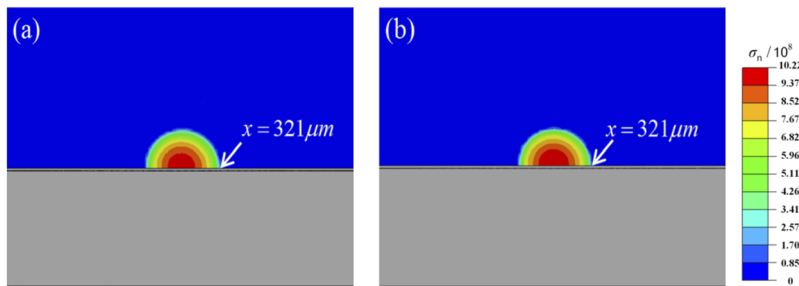 (a)
x = 321μm
(b)
x = 321μm
σn / 10^8
10.22
9.37
8.52
7.67
6.82
5.96
5.11
4.26
3.41
2.57
1.70
0.85
0